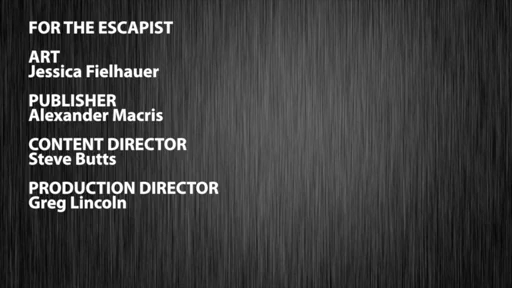 FOR THE ESCAPIST
ART
Jessica Fielhauer
PUBLISHER
Alexander Macris
CONTENT DIRECTOR
Steve Butts
PRODUCTION DIRECTOR
Greg Lincoln